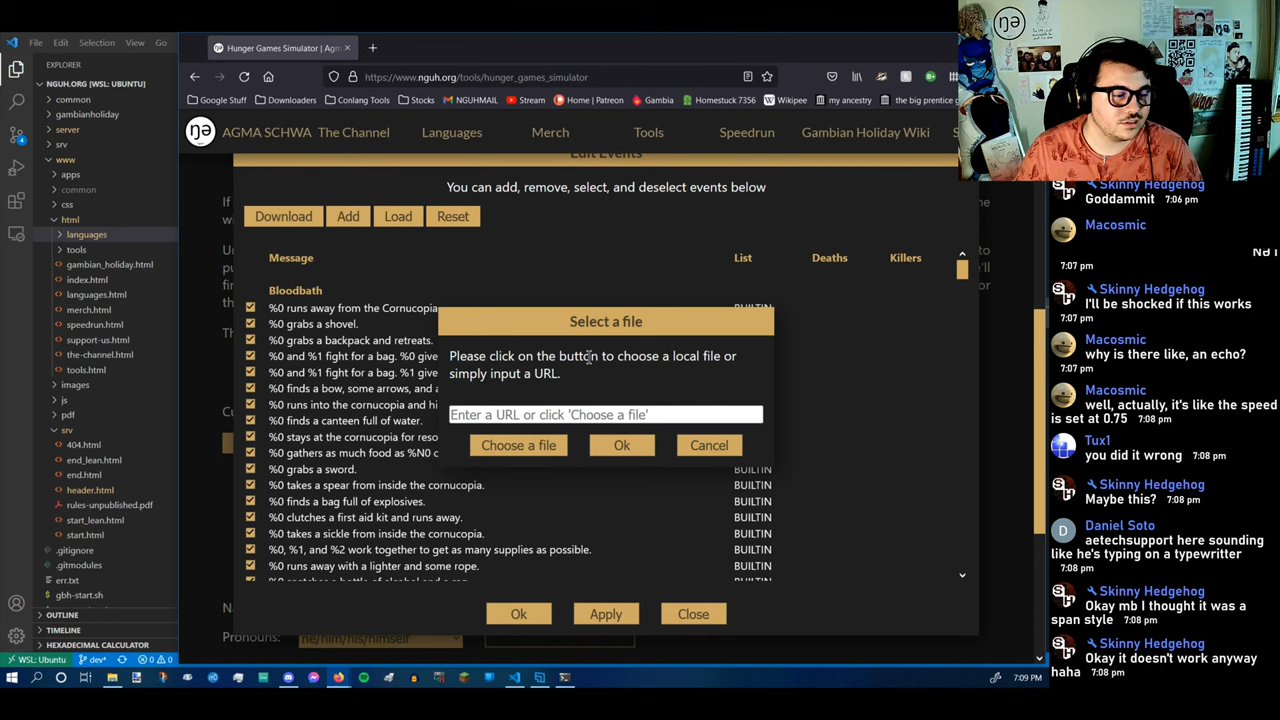 File Edit Selection View Go
EXPLORER
NGUH.ORG [WSL: UBUNTU]
common
gambianholiday
server
srv
www
apps
common
css
html
languages
tools
gambian_holiday.html
index.html
languages.html
merch.html
speedrun.html
support-us.html
the-channel.html
images
js
pdf
srv
404.html
end_lean.html
end.html
header.html
rules-unpublished.pdf
start_lean.html
start.html
.gitignore
.gitmodules
err.txt
gbh-start.sh
OUTLINE
TIMELINE
HEXADECIMAL CALCULATOR
WSL: Ubuntu dev* 0 0
Hunger Games Simulator | Agm
https://www.nguh.org/tools/hunger_games_simulator
Google Stuff Downloaders Conlang Tools Stocks NGUHMAIL Stream Home | Patreon Gambia Homestuck 7356 Wikipee my ancestry the big prentice
ŋə AGMA SCHWA The Channel Languages Merch Tools Speedrun Gambian Holiday Wiki S
Edit Events
You can add, remove, select, and deselect events below
Download Add Load Reset
Message List Deaths Killers
Bloodbath
%0 runs away from the Cornucopia
%0 grabs a shovel.
%0 grabs a backpack and retreats.
%0 and %1 fight for a bag. %0 give
%0 and %1 fight for a bag. %1 give
%0 finds a bow, some arrows, and a
%0 runs into the cornucopia and hi
%0 finds a canteen full of water.
%0 stays at the cornucopia for reso
%0 gathers as much food as %N0 c
%0 grabs a sword. BUILTIN
%0 takes a spear from inside the cornucopia. BUILTIN
%0 finds a bag full of explosives. BUILTIN
%0 clutches a first aid kit and runs away. BUILTIN
%0 takes a sickle from inside the cornucopia. BUILTIN
%0, %1, and %2 work together to get as many supplies as possible. BUILTIN
%0 runs away with a lighter and some rope. BUILTIN
Select a file
Please click on the button to choose a local file or
simply input a URL.
Enter a URL or click 'Choose a file'
Choose a file Ok Cancel
Ok Apply Close
Pronouns: he/him/his/himself
7:09 PM
ŋə
Skinny Hedgehog
Goddammit 7:06 pm
Macosmic
7:07 pm
Skinny Hedgehog
I'll be shocked if this
works 7:07 pm
Macosmic
why is there like, an echo?
7:07 pm
Macosmic
well, actually, it's like the speed
is set at 0.75 7:08 pm
Tux1
you did it wrong 7:08 pm
Skinny Hedgehog
Maybe this? 7:08 pm
Daniel Soto
aetechsupport here sounding
like he's typing on a typewriter
7:08 pm
Skinny Hedgehog
Okay mb I thought it was a
span style 7:08 pm
Skinny Hedgehog
Okay it doesn't work anyway
haha 7:08 pm